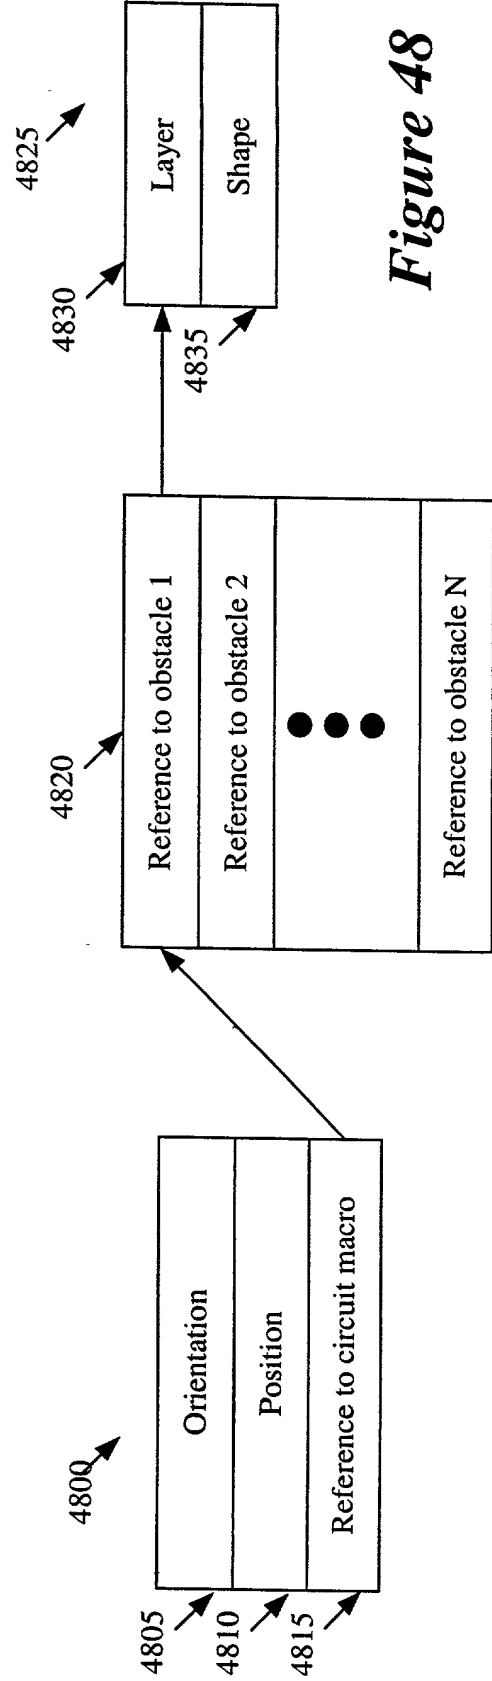 4800
4805
Orientation
4810
Position
4815
Reference to circuit macro
4820
Reference to obstacle 1
Reference to obstacle 2
Reference to obstacle N
4825
4830
Layer
4835
Shape
Figure 48